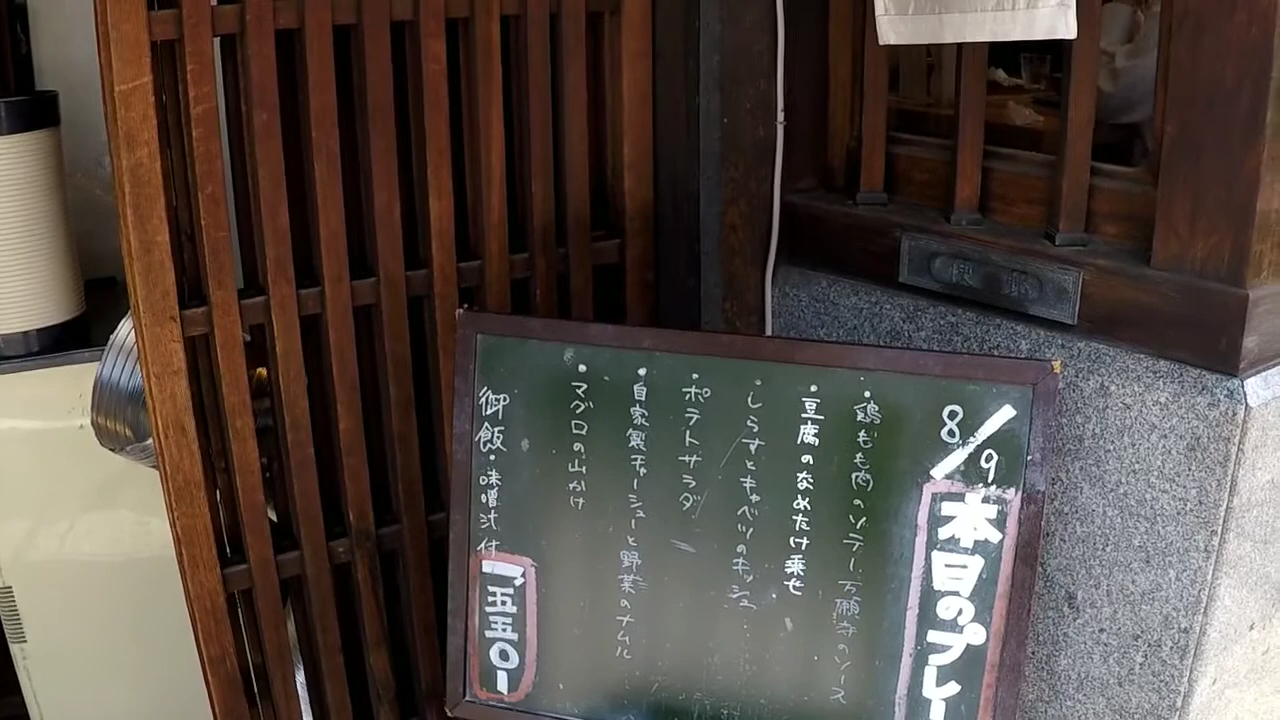 8/9
本日のプレー
・鶏もも肉のソテー万願寺のソース
・豆腐のなめたけ乗せ
・しらすとキャベツのキッシュ
・ポテトサラダ
・自家製チャーシューと野菜のナムル
・マグロの山かけ
御飯・味噌汁付
一五五〇ー